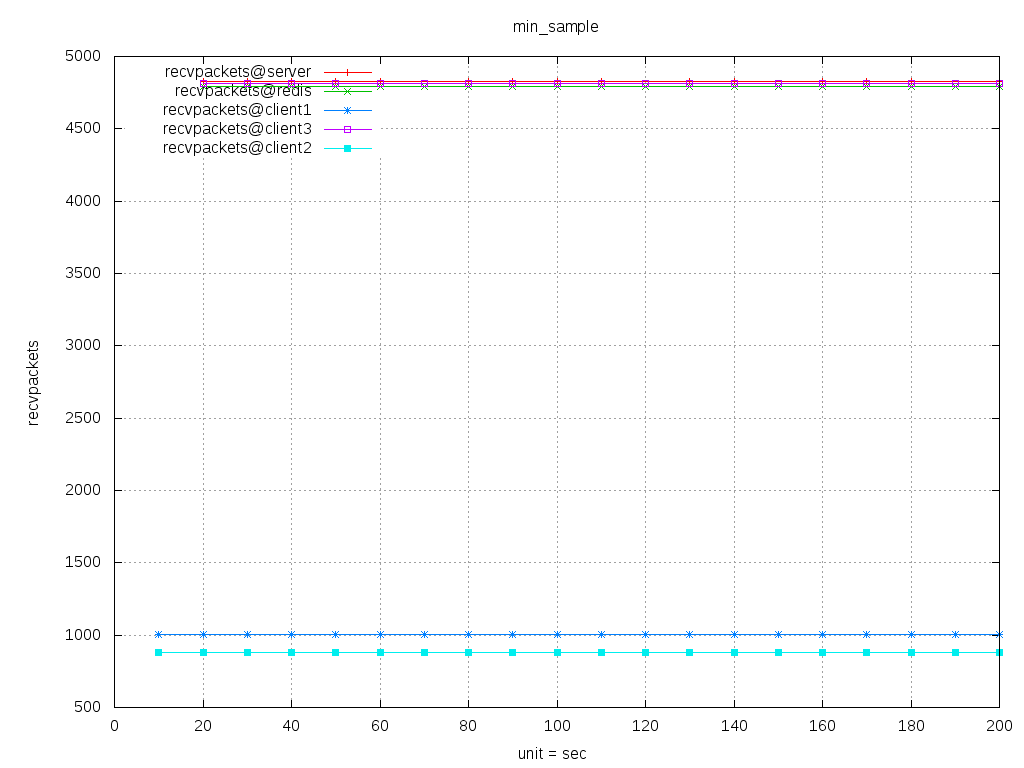 min_sample
5000
4500
4000
3500
3000
2500
2000
1500
1000
500
recvpackets
recvpackets@server
recvpackets@redis
recvpackets@client1
recvpackets@client3
recvpackets@client2
0 20 40 60 80 100 120 140 160 180 200
unit = sec